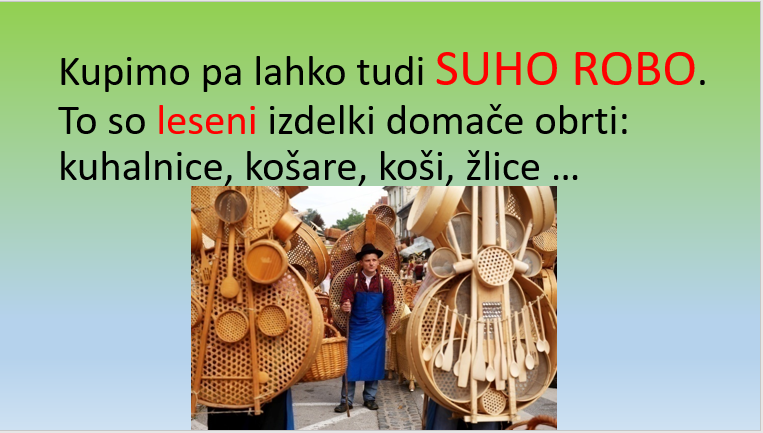 Kupimo pa lahko tudi SUHO ROBO.
To so leseni izdelki domače obrti:
kuhalnice, košare, koši, žlice ...